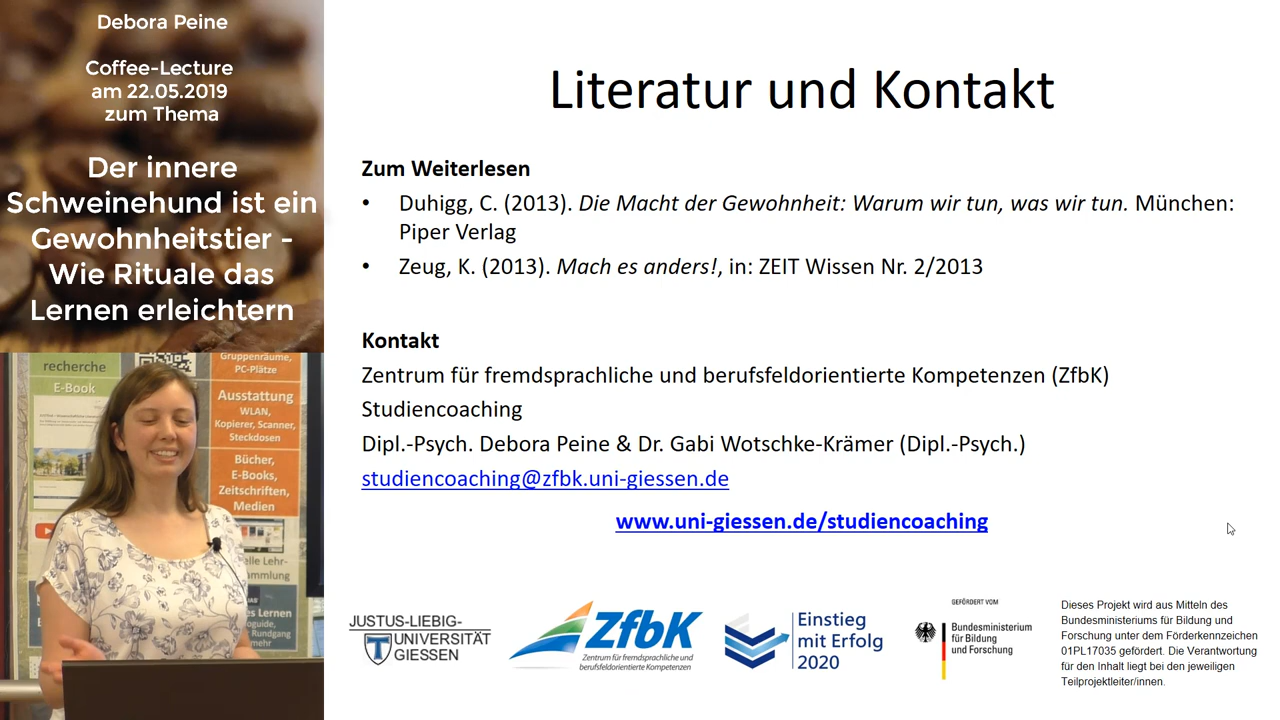 Debora Peine
Coffee-Lecture
am 22.05.2019
zum Thema
Der innere
Schweinehund ist ein
Gewohnheitstier -
Wie Rituale das
Lernen erleichtern
recherche
E-Book
Gruppenräume,
PC-Plätze
Ausstattung
WLAN,
Kopierer, Scanner,
Steckdosen
Bücher,
E-Books,
Zeitschriften,
Medien
Literatur und Kontakt
Zum Weiterlesen
• Duhigg, C. (2013). Die Macht der Gewohnheit: Warum wir tun, was wir tun. München:
Piper Verlag
• Zeug, K. (2013). Mach es anders!, in: ZEIT Wissen Nr. 2/2013
Kontakt
Zentrum für fremdsprachliche und berufsfeldorientierte Kompetenzen (ZfbK)
Studiencoaching
Dipl.-Psych. Debora Peine & Dr. Gabi Wotschke-Krämer (Dipl.-Psych.)
studiencoaching@zfbk.uni-giessen.de
www.uni-giessen.de/studiencoaching
JUSTUS-LIEBIG-
UNIVERSITÄT
GIESSEN
ZfbK
Zentrum für fremdsprachliche und
berufsfeldorientierte Kompetenzen
Einstieg
mit Erfolg
2020
GEFÖRDERT VOM
Bundesministerium
für Bildung
und Forschung
Dieses Projekt wird aus Mitteln des
Bundesministeriums für Bildung und
Forschung unter dem Förderkennzeichen
01PL17035 gefördert. Die Verantwortung
für den Inhalt liegt bei den jeweiligen
Teilprojektleiter/innen.